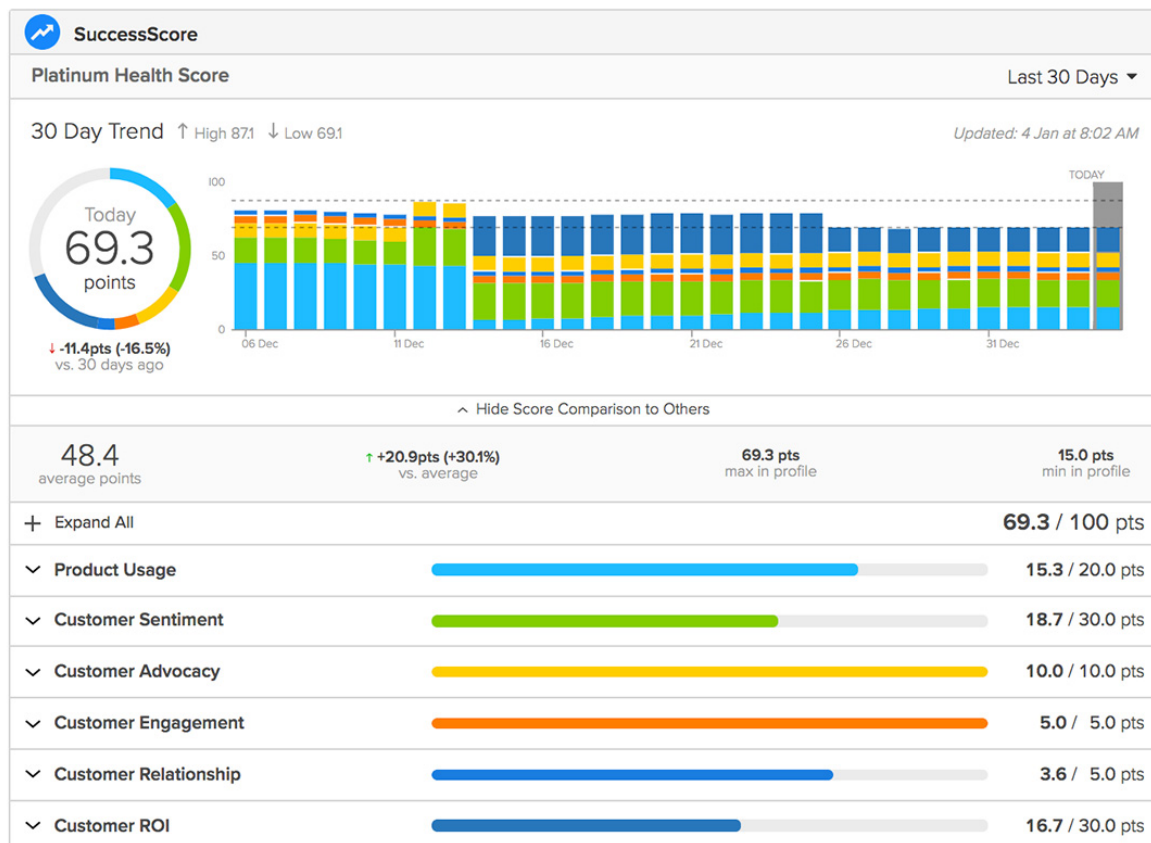 SuccessScore
Platinum Health Score
Last 30 Days
30 Day Trend ↑ High 87.1 ↓ Low 69.1
Updated: 4 Jan at 8:02 AM
Today
69.3
points
↓ -11.4pts (-16.5%)
vs. 30 days ago
TODAY
100
50
0
06 Dec 11 Dec 16 Dec 21 Dec 26 Dec 31 Dec
Hide Score Comparison to Others
48.4
average points
↑ +20.9pts (+30.1%)
vs. average
69.3 pts
max in profile
15.0 pts
min in profile
+ Expand All 69.3 / 100 pts
Product Usage 15.3 / 20.0 pts
Customer Sentiment 18.7 / 30.0 pts
Customer Advocacy 10.0 / 10.0 pts
Customer Engagement 5.0 / 5.0 pts
Customer Relationship 3.6 / 5.0 pts
Customer ROI 16.7 / 30.0 pts